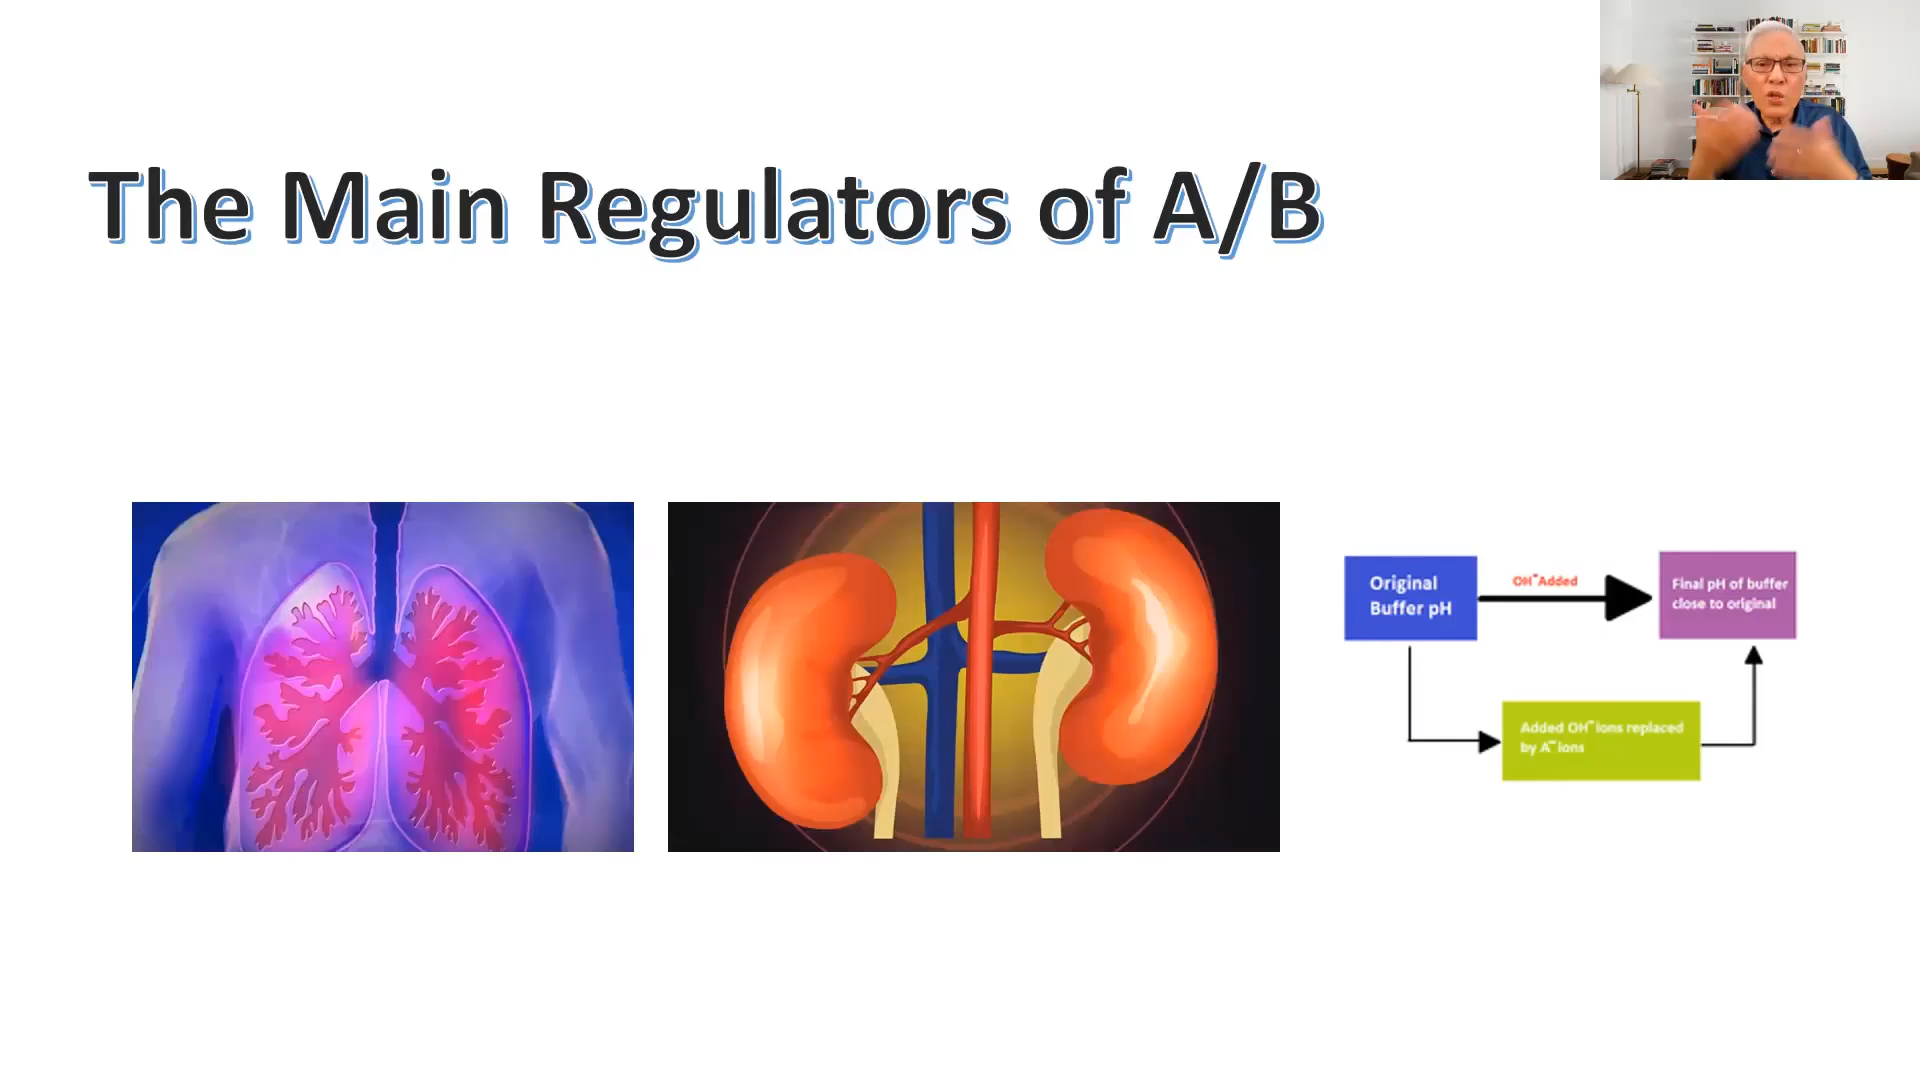 The Main Regulators of A/B
Original
Buffer pH
OH⁻Added
Final pH of buffer
close to original
Added OH⁻ ions replaced
by A⁻ ions